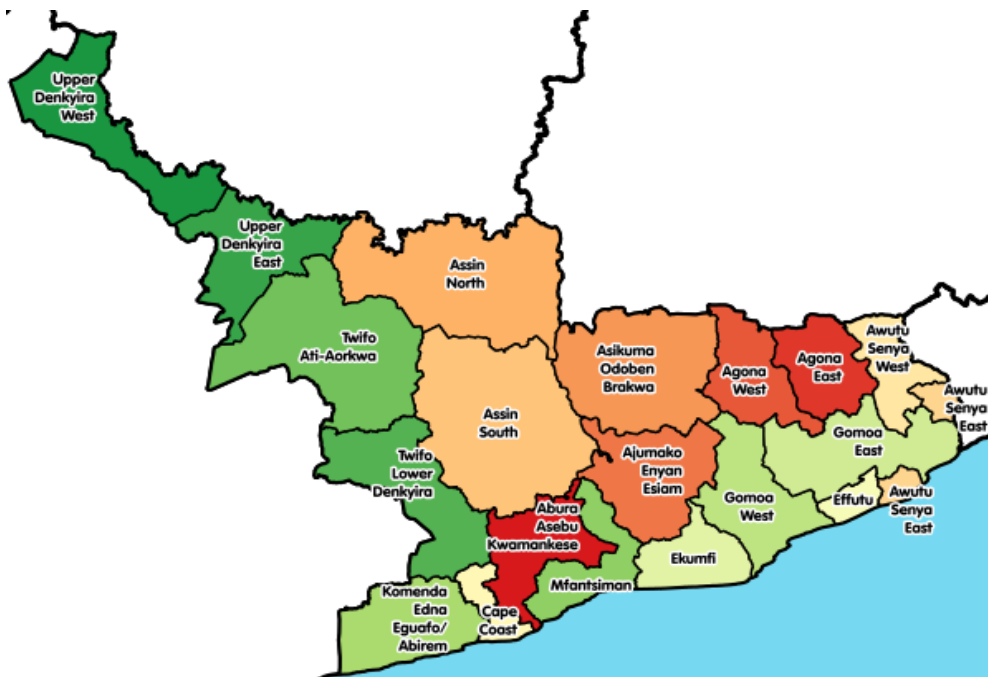 Upper
Denkyira
West
Upper
Denkyira
East
Assin
North
Twifo
Ati-Aorkwa
Asikuma
Odoben
Brakwa
Agona
West
Agona
East
Awutu
Senya
West
Awutu
Senya
East
Assin
South
Ajumako
Enyan
Esiam
Gomoa
East
Twifo
Lower
Denkyira
Gomoa
West
Effutu
Awutu
Senya
East
Abura
Asebu
Kwamankese
Ekumfi
Mfantsiman
Komenda
Edna
Eguafo/
Abirem
Cape
Coast